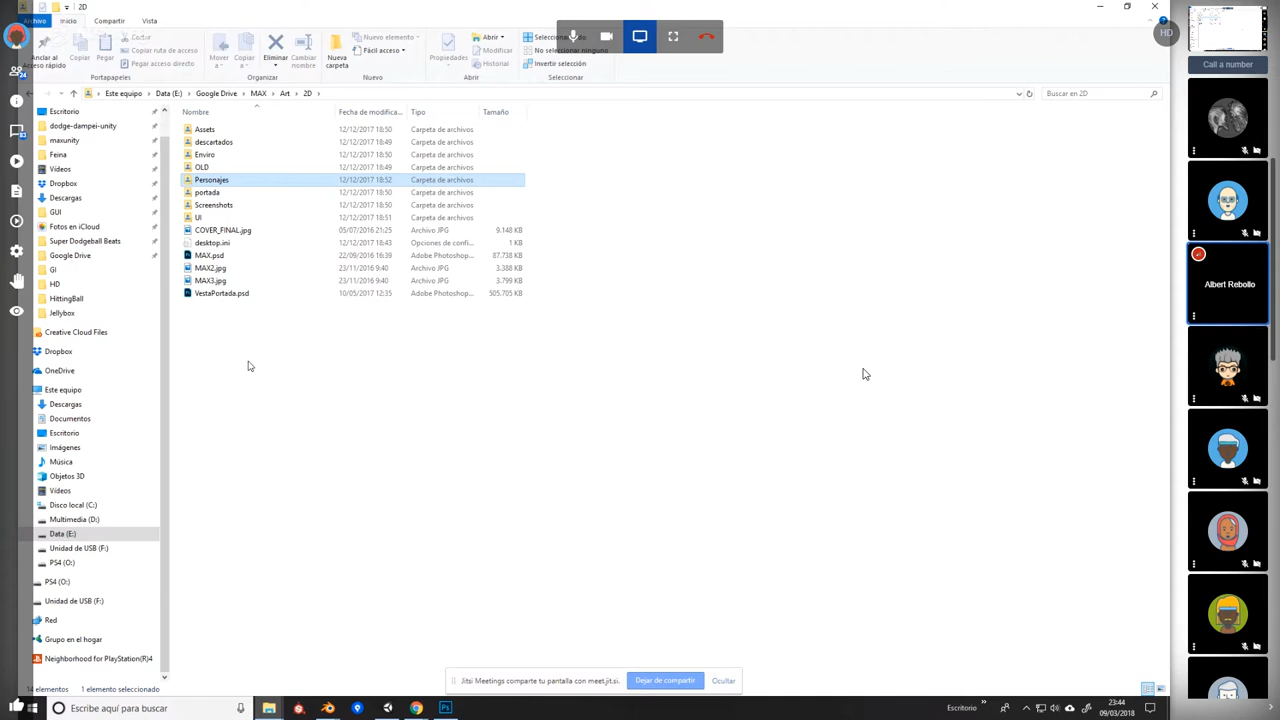 2D
Archivo Inicio Compartir Vista
Anclar al Acceso rápido
Copiar
Pegar
Cortar
Copiar ruta de acceso
Pegar acceso directo
Portapapeles
Mover a
Copiar a
Eliminar
Cambiar nombre
Organizar
Nueva carpeta
Nuevo elemento
Fácil acceso
Nuevo
Propiedades
Abrir
Modificar
Historial
Abrir
No seleccionar ninguno
Invertir selección
Seleccionar
HD
Call a number
Este equipo > Data (E:) > Google Drive > MAX > Art > 2D >
Buscar en 2D
Nombre Fecha de modifica... Tipo Tamaño
Assets 12/12/2017 18:50 Carpeta de archivos
descartados 12/12/2017 18:49 Carpeta de archivos
Enviro 12/12/2017 18:50 Carpeta de archivos
OLD 12/12/2017 18:49 Carpeta de archivos
Personajes 12/12/2017 18:52 Carpeta de archivos
portada 12/12/2017 18:50 Carpeta de archivos
Screenshots 12/12/2017 18:50 Carpeta de archivos
UI 12/12/2017 18:51 Carpeta de archivos
COVER_FINAL.jpg 05/07/2016 21:25 Archivo JPG 9.148 KB
desktop.ini 12/12/2017 18:43 Opciones de confi... 1 KB
MAX.psd 22/09/2016 16:39 Adobe Photoshop... 87.738 KB
MAX2.jpg 23/11/2016 9:40 Archivo JPG 3.388 KB
MAX3.jpg 23/11/2016 9:40 Archivo JPG 3.799 KB
VestaPortada.psd 10/05/2017 12:35 Adobe Photoshop... 505.705 KB
Escritorio
dodge-dampei-unity
maxunity
Feina
Vídeos
Dropbox
Descargas
GUI
Fotos en iCloud
Super Dodgeball Beats
Google Drive
GI
HD
HittingBall
Jellybox
Creative Cloud Files
Dropbox
OneDrive
Este equipo
Descargas
Documentos
Escritorio
Imágenes
Música
Objetos 3D
Vídeos
Disco local (C:)
Multimedia (D:)
Data (E:)
Unidad de USB (F:)
PS4 (O:)
PS4 (O:)
Unidad de USB (F:)
Red
Grupo en el hogar
Neighborhood for PlayStation(R)4
14 elementos 1 elemento seleccionado
Albert Rebollo
Jitsi Meetings comparte tu pantalla con meet.jit.si.
Dejar de compartir
Ocultar
Escribe aquí para buscar
Escritorio
23:44
09/03/2018